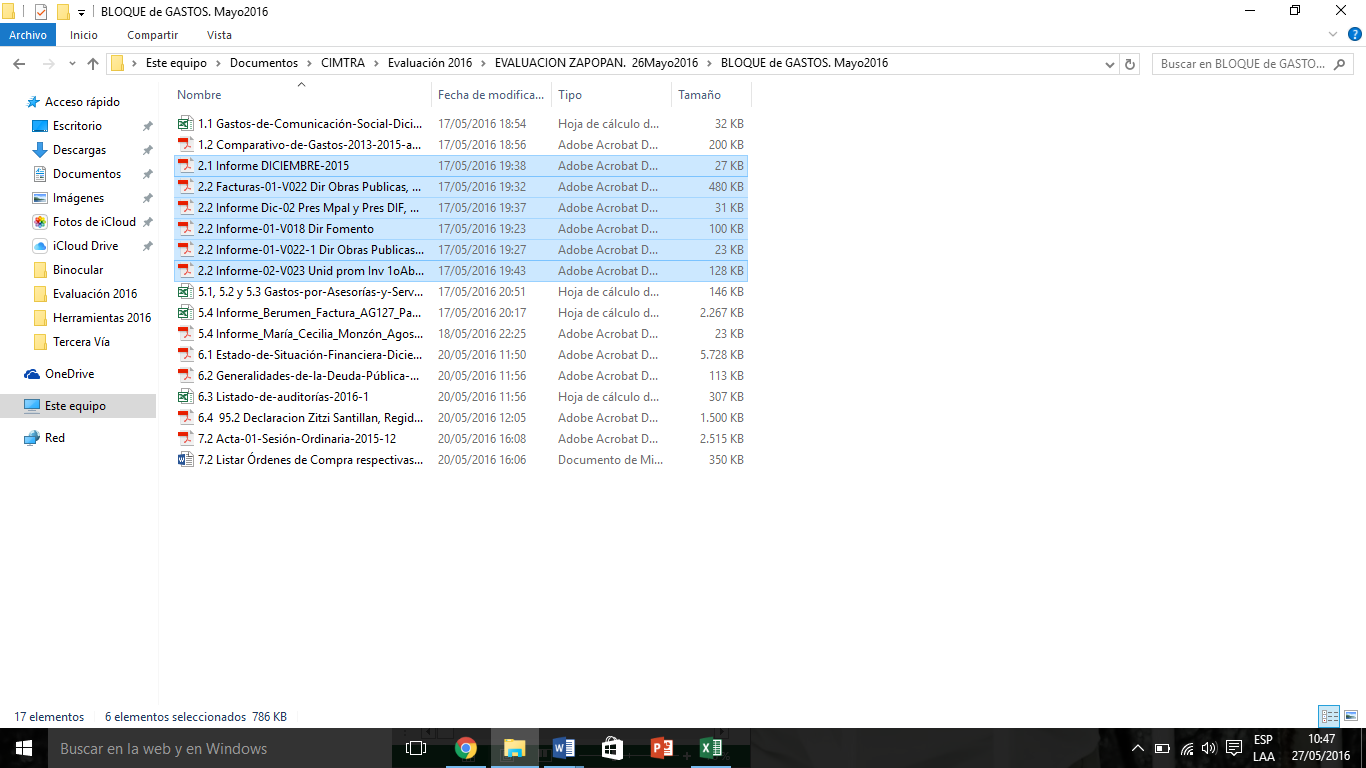 BLOQUE de GASTOS. Mayo2016
Archivo Inicio Compartir Vista
Este equipo Documentos CIMTRA Evaluación 2016 EVALUACION ZAPOPAN. 26Mayo2016 BLOQUE de GASTOS. Mayo2016
Buscar en BLOQUE de GASTO...
Acceso rápido
Escritorio
Descargas
Documentos
Imágenes
Fotos de iCloud
iCloud Drive
Binocular
Evaluación 2016
Herramientas 2016
Tercera Vía
OneDrive
Este equipo
Red
Nombre Fecha de modifica... Tipo Tamaño
1.1 Gastos-de-Comunicación-Social-Dici... 17/05/2016 18:54 Hoja de cálculo d... 32 KB
1.2 Comparativo-de-Gastos-2013-2015-a... 17/05/2016 18:56 Adobe Acrobat D... 200 KB
2.1 Informe DICIEMBRE-2015 17/05/2016 19:38 Adobe Acrobat D... 27 KB
2.2 Facturas-01-V022 Dir Obras Publicas, ... 17/05/2016 19:32 Adobe Acrobat D... 480 KB
2.2 Informe Dic-02 Pres Mpal y Pres DIF, ... 17/05/2016 19:37 Adobe Acrobat D... 31 KB
2.2 Informe-01-V018 Dir Fomento 17/05/2016 19:23 Adobe Acrobat D... 100 KB
2.2 Informe-01-V022-1 Dir Obras Publicas... 17/05/2016 19:27 Adobe Acrobat D... 23 KB
2.2 Informe-02-V023 Unid prom Inv 1oAb... 17/05/2016 19:43 Adobe Acrobat D... 128 KB
5.1, 5.2 y 5.3 Gastos-por-Asesorías-y-Serv... 17/05/2016 20:51 Hoja de cálculo d... 146 KB
5.4 Informe_Berumen_Factura_AG127_Pa... 17/05/2016 20:17 Hoja de cálculo d... 2.267 KB
5.4 Informe_María_Cecilia_Monzón_Agos... 18/05/2016 22:25 Adobe Acrobat D... 23 KB
6.1 Estado-de-Situación-Financiera-Dicie... 20/05/2016 11:50 Adobe Acrobat D... 5.728 KB
6.2 Generalidades-de-la-Deuda-Pública-... 20/05/2016 11:56 Adobe Acrobat D... 113 KB
6.3 Listado-de-auditorías-2016-1 20/05/2016 11:56 Hoja de cálculo d... 307 KB
6.4 95.2 Declaracion Zitzi Santillan, Regid... 20/05/2016 12:05 Adobe Acrobat D... 1.500 KB
7.2 Acta-01-Sesión-Ordinaria-2015-12 20/05/2016 16:08 Adobe Acrobat D... 2.515 KB
7.2 Listar Órdenes de Compra respectivas... 20/05/2016 16:06 Documento de Mi... 350 KB
17 elementos 6 elementos seleccionados 786 KB
Buscar en la web y en Windows
ESP
LAA
10:47
27/05/2016